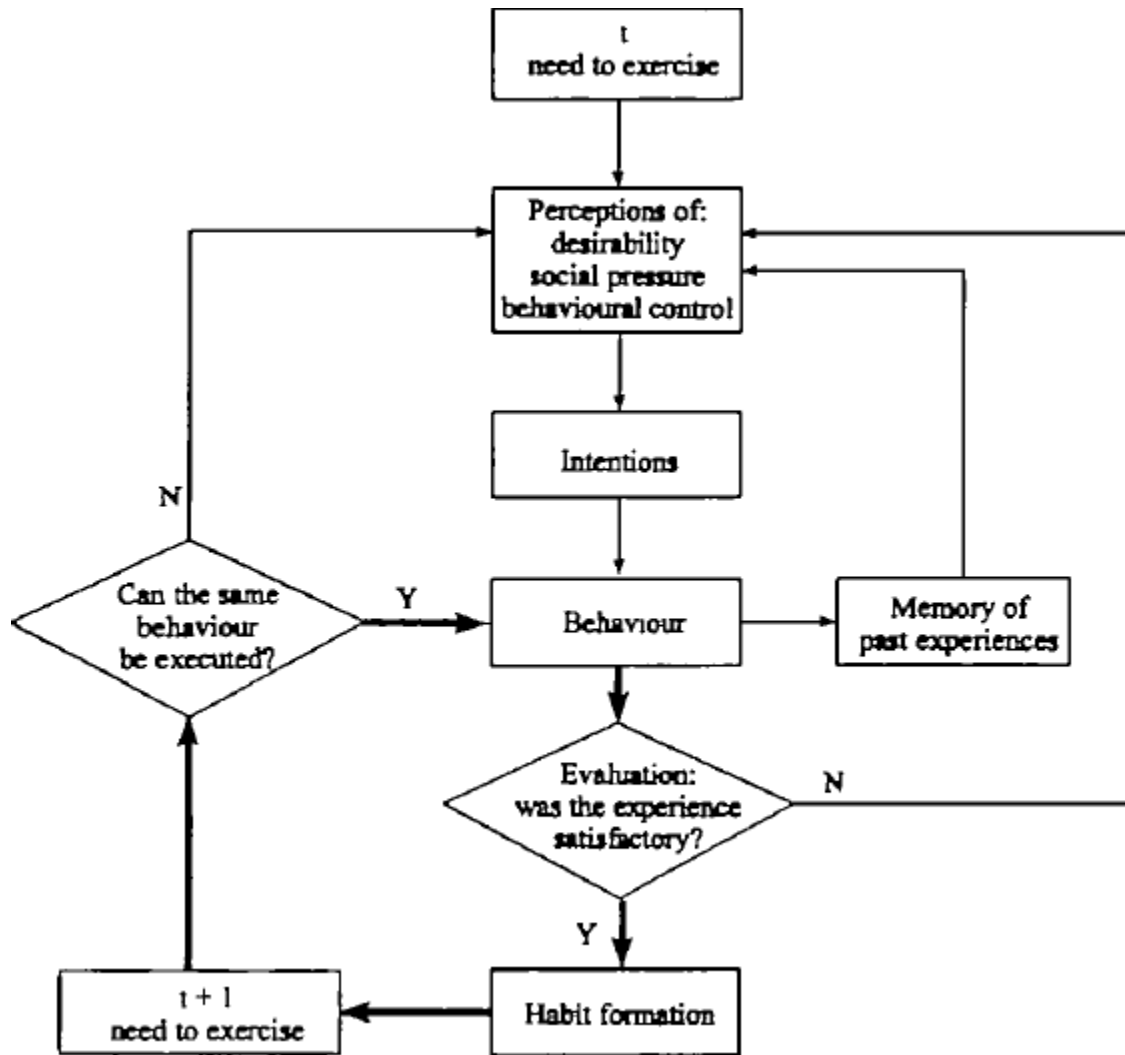 t
need to exercise
Perceptions of:
desirability
social pressure
behavioural control
Intentions
N
Can the same
behaviour
be executed?
Y
Behaviour
Memory of
past experiences
Evaluation:
was the experience
satisfactory?
N
Y
t + 1
need to exercise
Habit formation